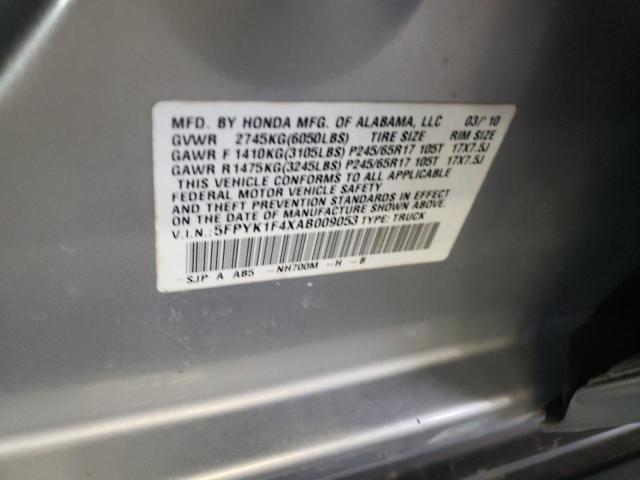 MFD. BY HONDA MFG. OF ALABAMA, LLC 03/'10
GVWR 2745KG(6050LBS) TIRE SIZE RIM SIZE
GAWR F 1410KG(3105LBS) P245/65R17 105T 17X7.5J
GAWR R1475KG(3245LBS) P245/65R17 105T 17X7.5J
THIS VEHICLE CONFORMS TO ALL APPLICABLE
FEDERAL MOTOR VEHICLE SAFETY
AND THEFT PREVENTION STANDARDS IN EFFECT
ON THE DATE OF MANUFACTURE SHOWN ABOVE.
V.I.N.: 5FPYK1F4XAB009053 TYPE: TRUCK
SJP A AB5 -NH700M -H -B